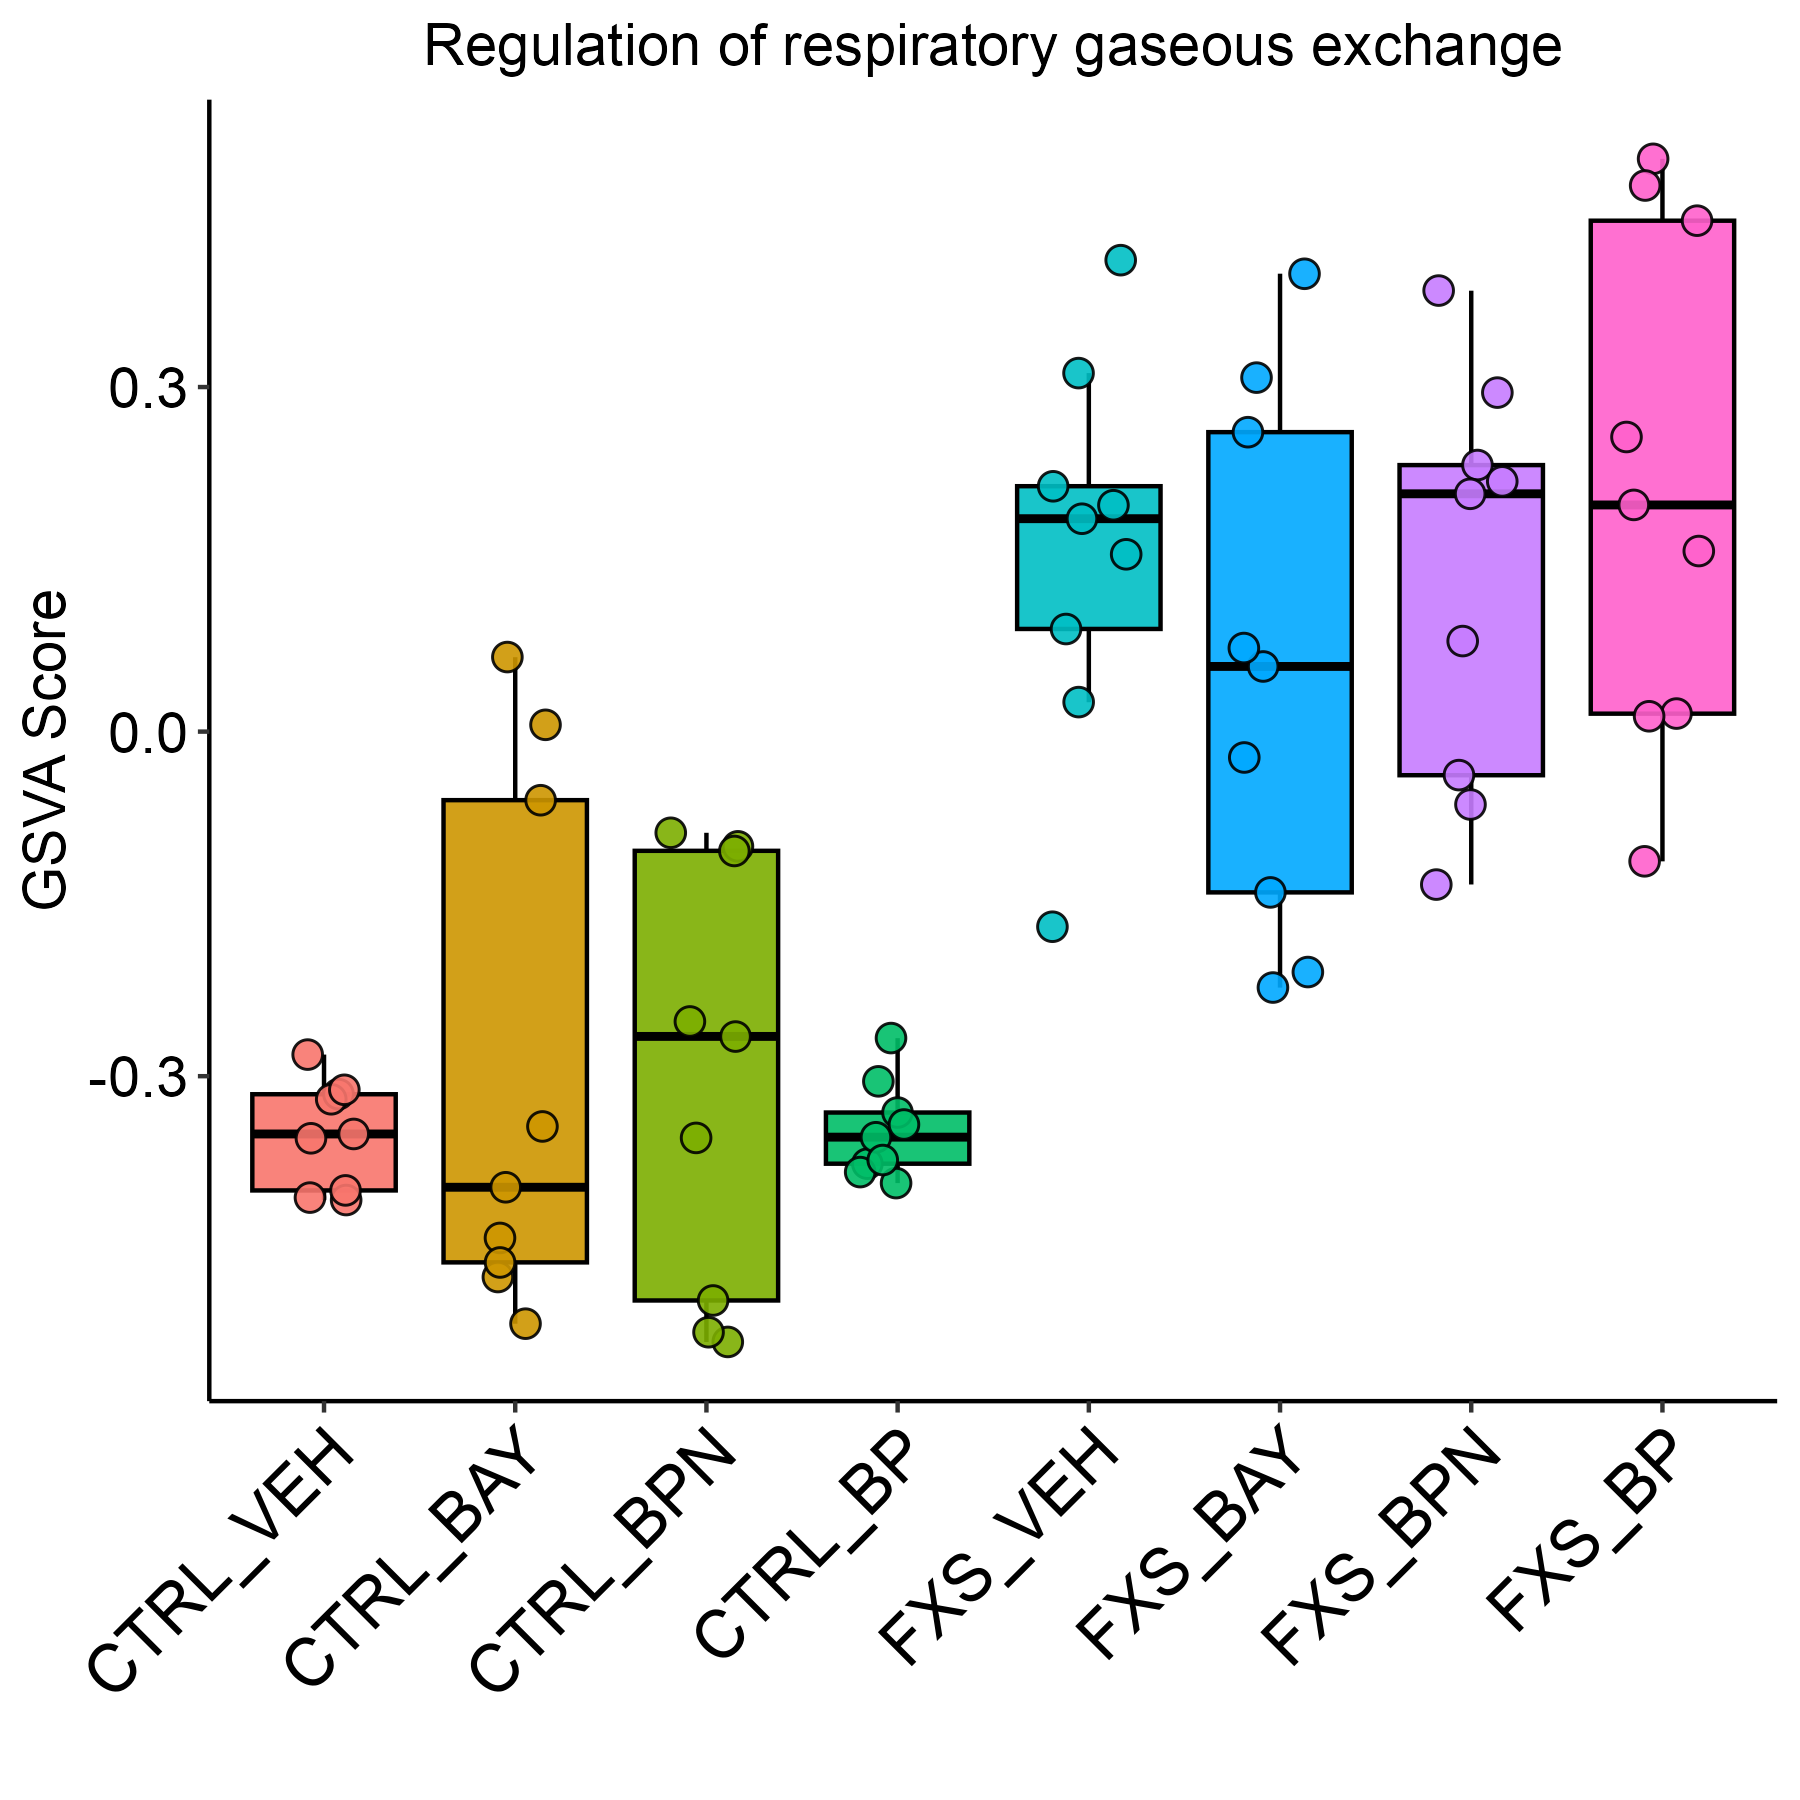 Regulation of respiratory gaseous exchange
GSVA Score
0.3
0.0
-0.3
CTRL_VEH
CTRL_BAY
CTRL_BPN
CTRL_BP
FXS_VEH
FXS_BAY
FXS_BPN
FXS_BP